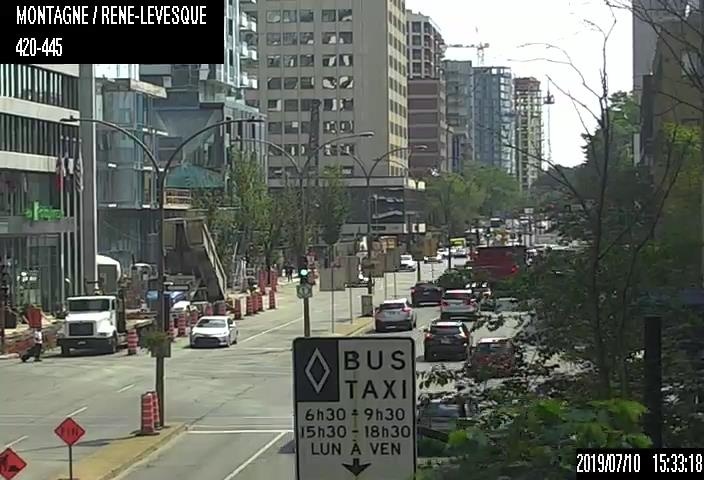 MONTAGNE / RENE-LEVESQUE
420-445
BUS
TAXI
6h30 - 9h30
15h30 - 18h30
LUN À VEN
FIN
2019/07/10 15:33:18